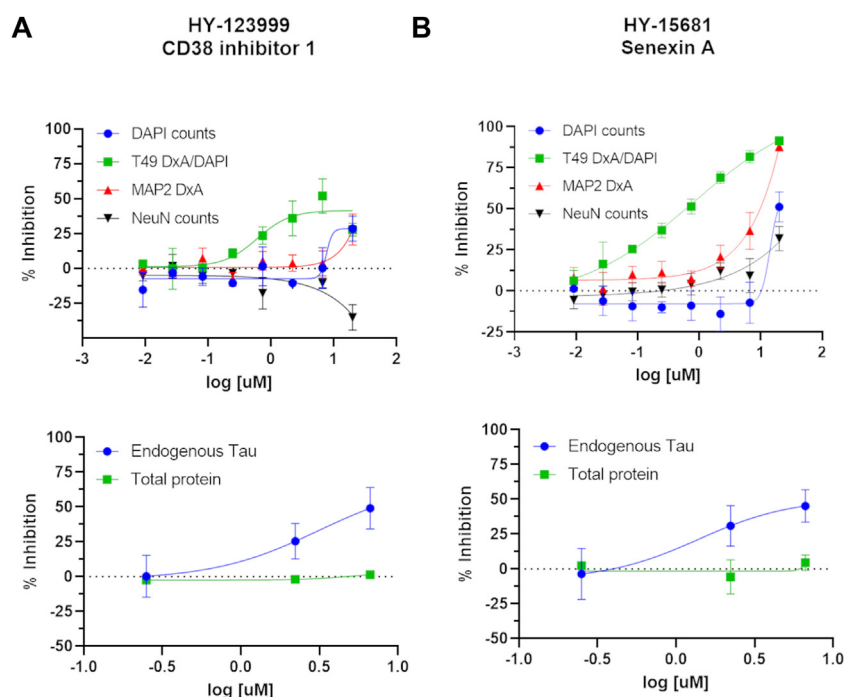 A
HY-123999
CD38 inhibitor 1
B
HY-15681
Senexin A
100
75
50
25
0
-25
% Inhibition
DAPI counts
T49 DxA/DAPI
MAP2 DxA
NeuN counts
-3
-2
-1
0
1
2
log [uM]
100
75
50
25
0
-25
% Inhibition
DAPI counts
T49 DxA/DAPI
MAP2 DxA
NeuN counts
-3
-2
-1
0
1
2
log [uM]
100
75
50
25
0
-25
-50
% Inhibition
Endogenous Tau
Total protein
-1.0
-0.5
0.0
0.5
1.0
log [uM]
100
75
50
25
0
-25
-50
% Inhibition
Endogenous Tau
Total protein
-1.0
-0.5
0.0
0.5
1.0
log [uM]